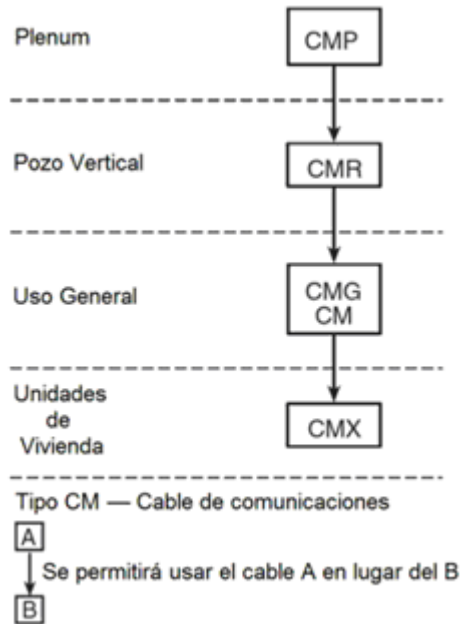 Plenum
CMP
Pozo Vertical
CMR
Uso General
CMG
CM
Unidades
de
Vivienda
CMX
Tipo CM — Cable de comunicaciones
A
Se permitirá usar el cable A en lugar del B
B